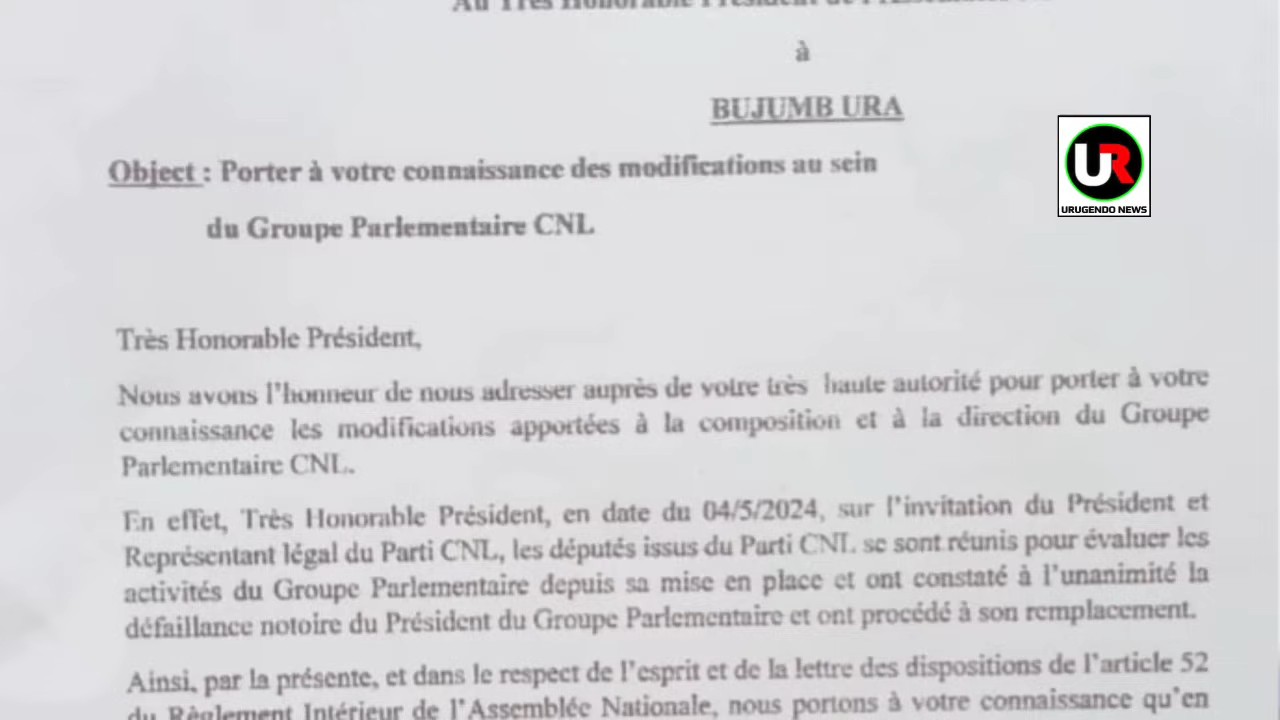 Au Très Honorable Président de l'Assemblée
à
BUJUMB URA
Object : Porter à votre connaissance des modifications au sein
du Groupe Parlementaire CNL
UR
URUGENDO NEWS
Très Honorable Président,
Nous avons l'honneur de nous adresser auprès de votre très haute autorité pour porter à votre
connaissance les modifications apportées à la composition et à la direction du Groupe
Parlementaire CNL.
En effet, Très Honorable Président, en date du 04/5/2024, sur l'invitation du Président et
Représentant légal du Parti CNL, les députés issus du Parti CNL se sont réunis pour évaluer les
activités du Groupe Parlementaire depuis sa mise en place et ont constaté à l'unanimité la
défaillance notoire du Président du Groupe Parlementaire et ont procédé à son remplacement.
Ainsi, par la présente, et dans le respect de l'esprit et de la lettre des dispositions de l'article 52
du Règlement Intérieur de l'Assemblée Nationale, nous portons à votre connaissance qu'en